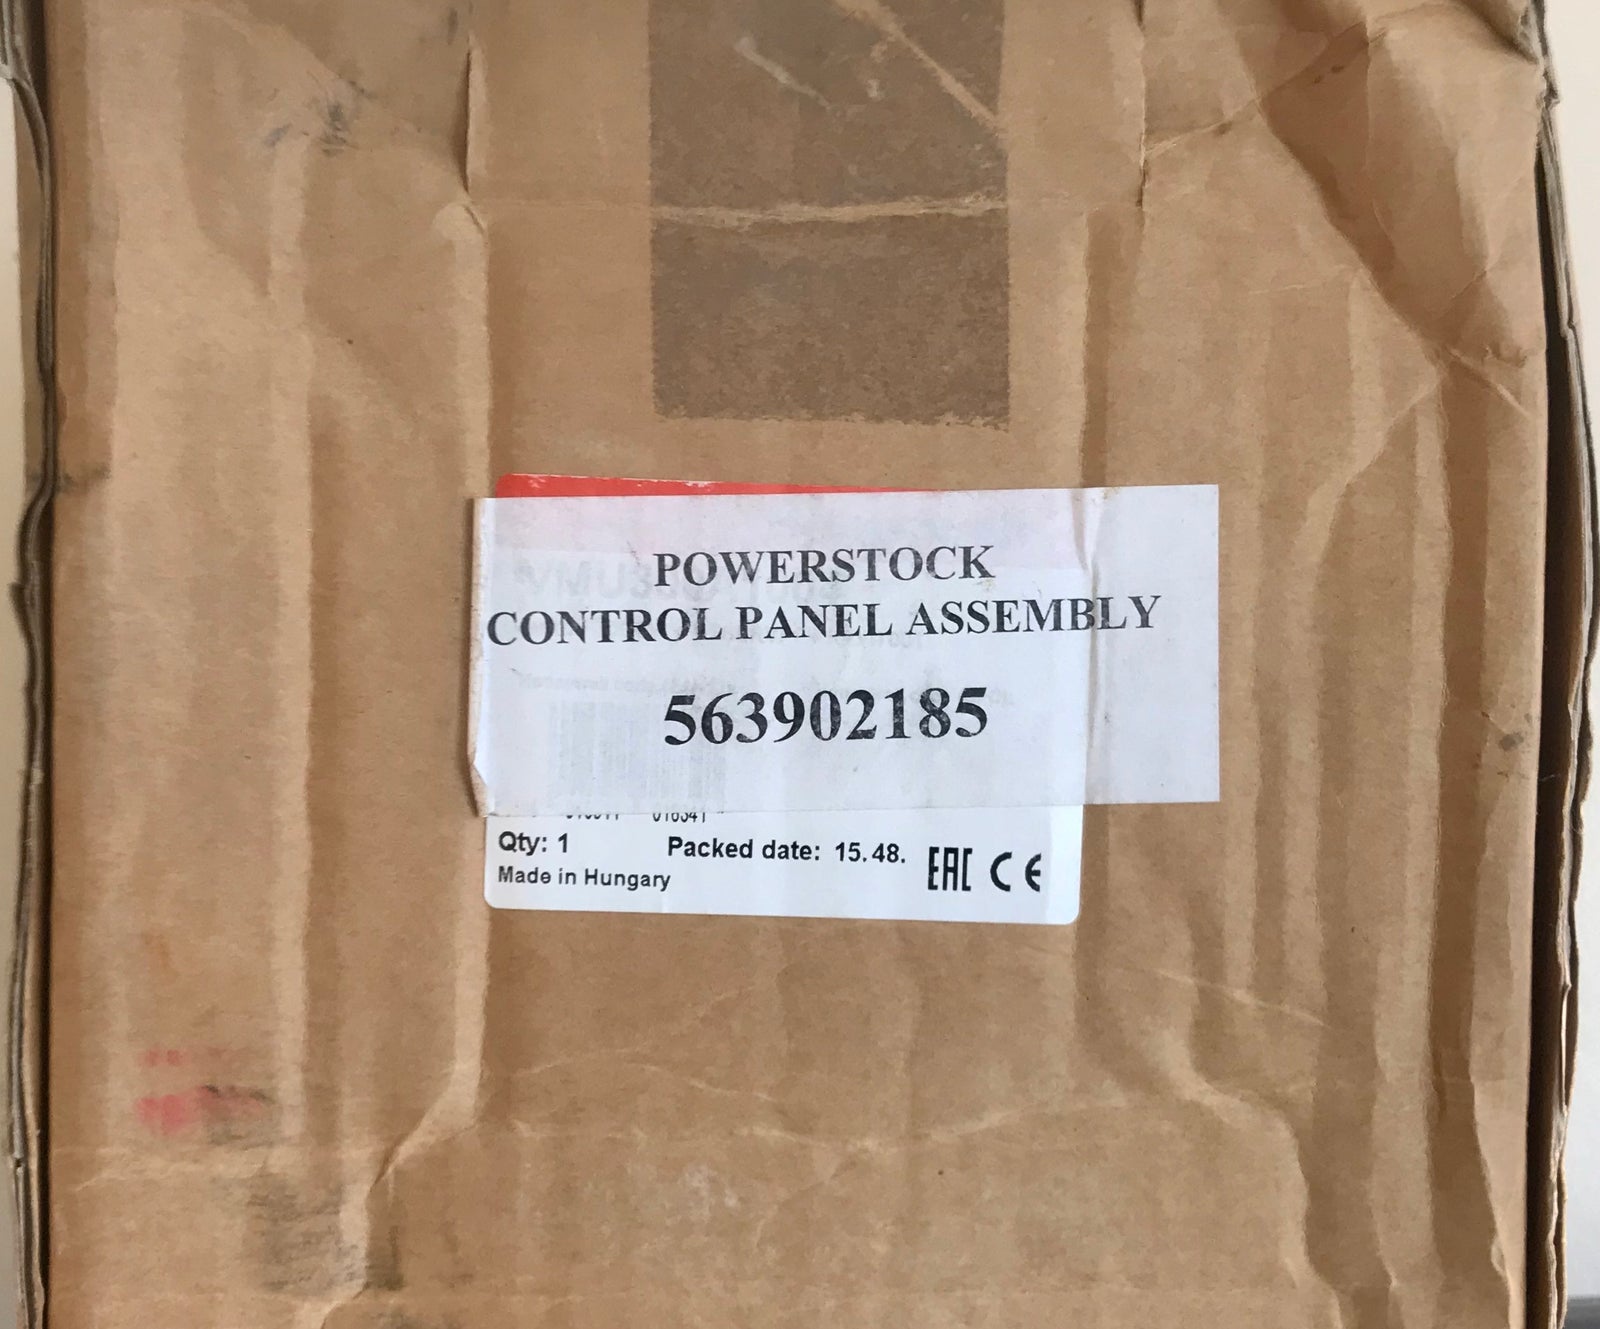 POWERSTOCK
CONTROL PANEL ASSEMBLY
563902185
Qty: 1 Packed date: 15.48.
Made in Hungary
EAC CE